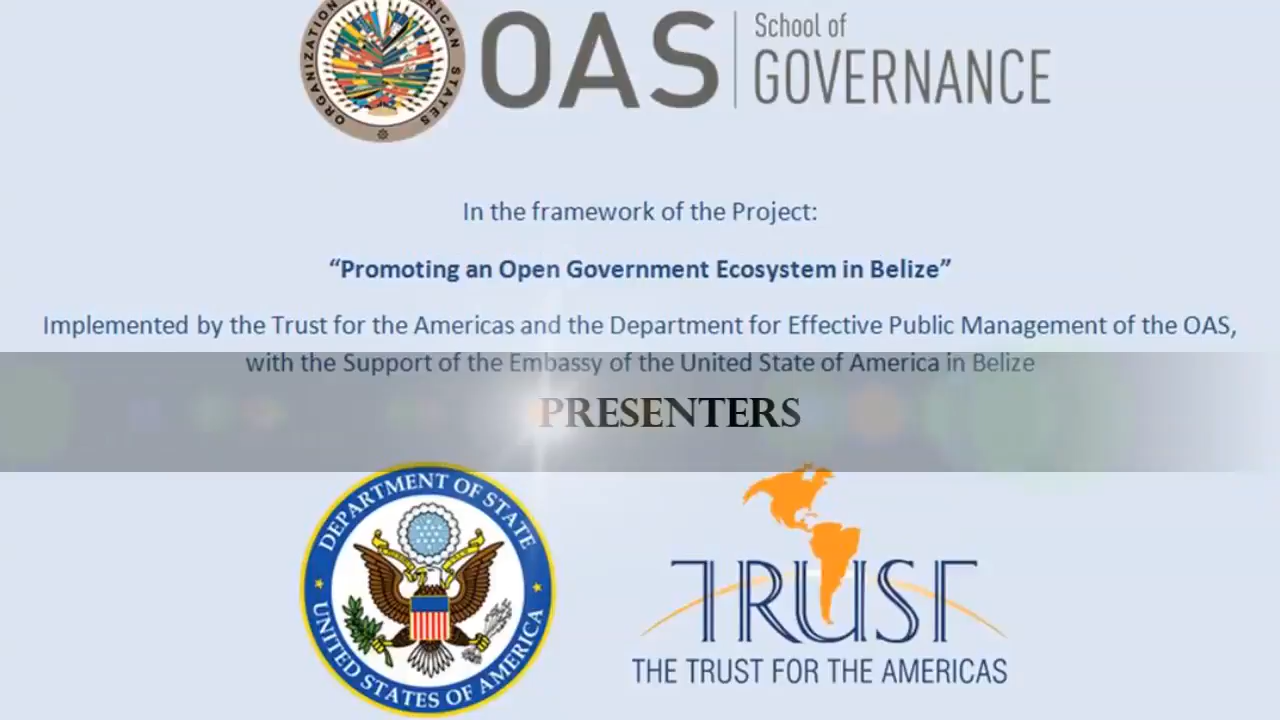 ORGANIZATION
RICAN STATES
OAS
School of
GOVERNANCE
In the framework of the Project:
“Promoting an Open Government Ecosystem in Belize”
Implemented by the Trust for the Americas and the Department for Effective Public Management of the OAS,
with the Support of the Embassy of the United State of America in Belize
PRESENTERS
DEPARTMENT OF STATE
UNITED STATES OF AMERICA
TRUST
THE TRUST FOR THE AMERICAS